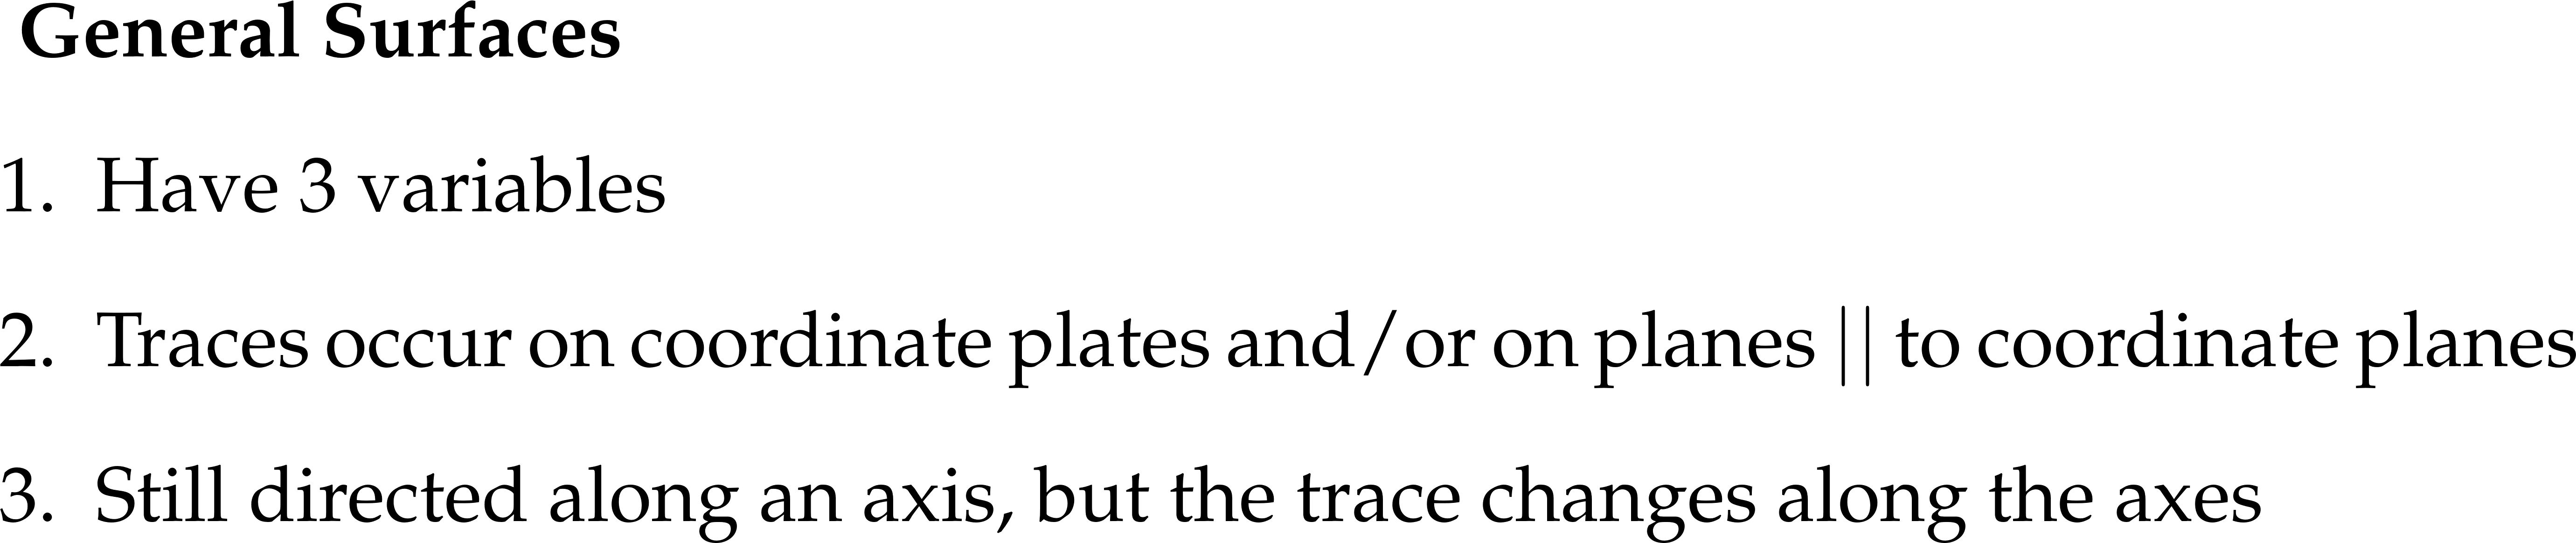 General Surfaces
1. Have 3 variables
2. Traces occur on coordinate plates and/or on planes || to coordinate planes
3. Still directed along an axis, but the trace changes along the axes